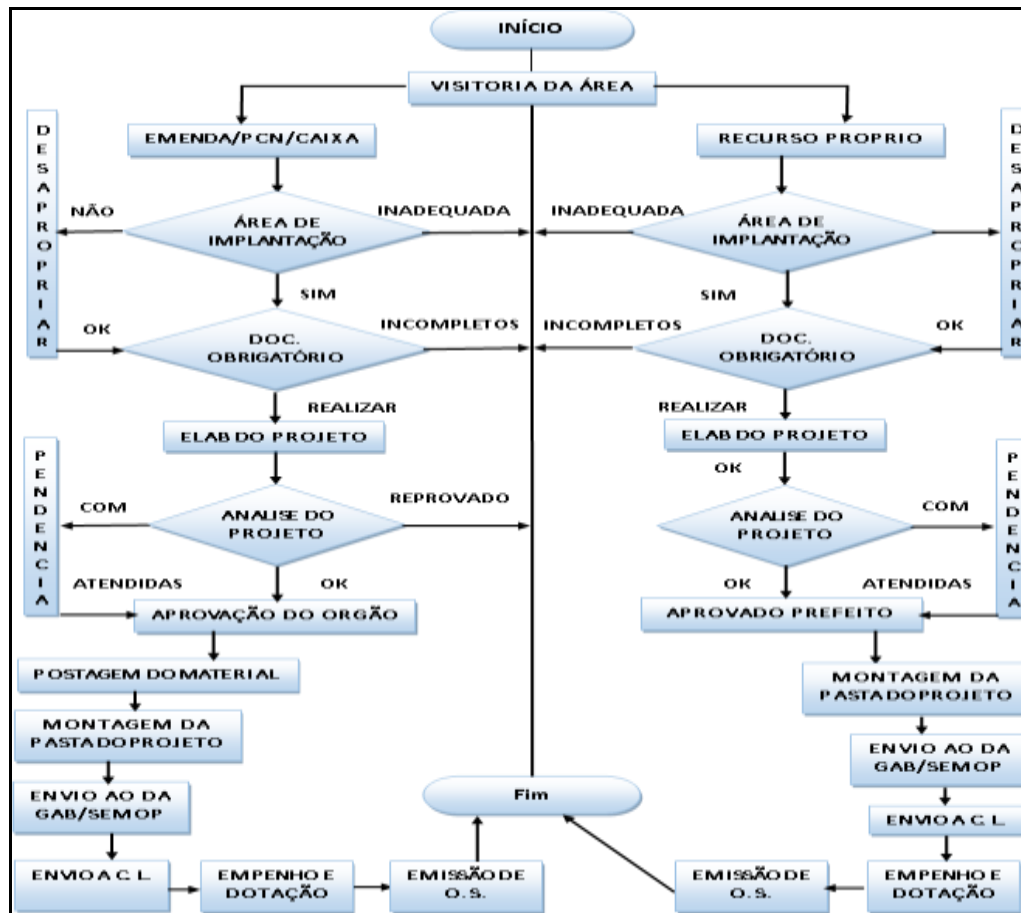 INÍCIO
VISITORIA DA ÁREA
EMENDA/PCN/CAIXA
RECURSO PROPRIO
DESAPROPRIAR
DESAPROPRIAR
NÃO
ÁREA DE
IMPLANTAÇÃO
INADEQUADA
INADEQUADA
ÁREA DE
IMPLANTAÇÃO
SIM
SIM
OK
DOC.
OBRIGATÓRIO
INCOMPLETOS
INCOMPLETOS
DOC.
OBRIGATÓRIO
OK
REALIZAR
REALIZAR
ELAB DO PROJETO
ELAB DO PROJETO
OK
PENDENCIA
PENDENCIA
COM
ANALISE DO
PROJETO
REPROVADO
ANALISE DO
PROJETO
COM
ATENDIDAS
OK
OK
ATENDIDAS
APROVAÇÃO DO ORGÃO
APROVADO PREFEITO
POSTAGEM DO MATERIAL
MONTAGEM DA
PASTA DO PROJETO
MONTAGEM DA
PASTA DO PROJETO
ENVIO AO DA
GAB/SEMOP
ENVIO AO DA
GAB/SEMOP
Fim
ENVIO A C. L.
ENVIO A C. L
EMPENHO E
DOTAÇÃO
EMISSÃO DE
O. S.
EMISSÃO DE
O. S.
EMPENHO E
DOTAÇÃO